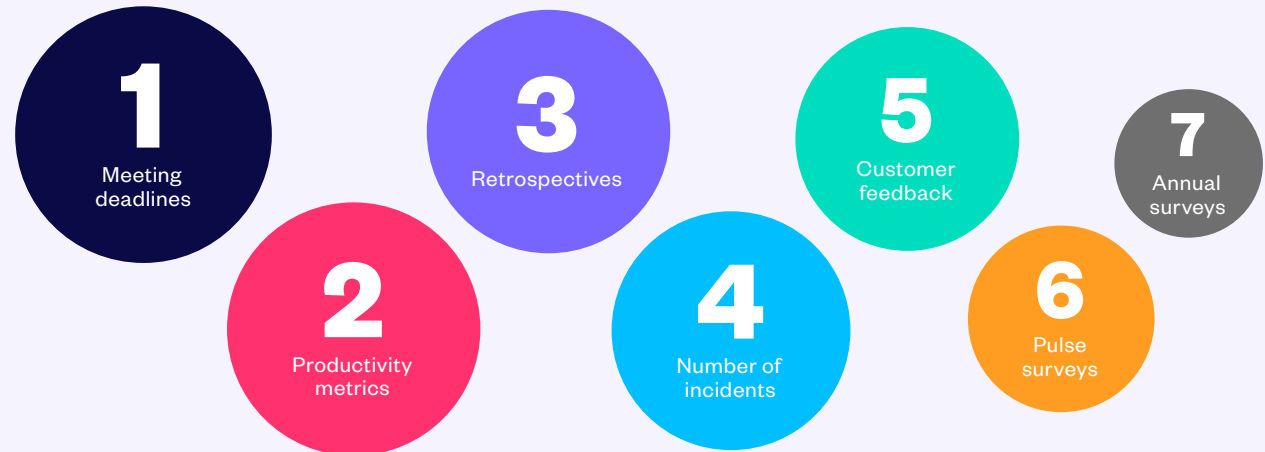 1
Meeting
deadlines
2
Productivity
metrics
3
Retrospectives
4
Number of
incidents
5
Customer
feedback
6
Pulse
surveys
7
Annual
surveys